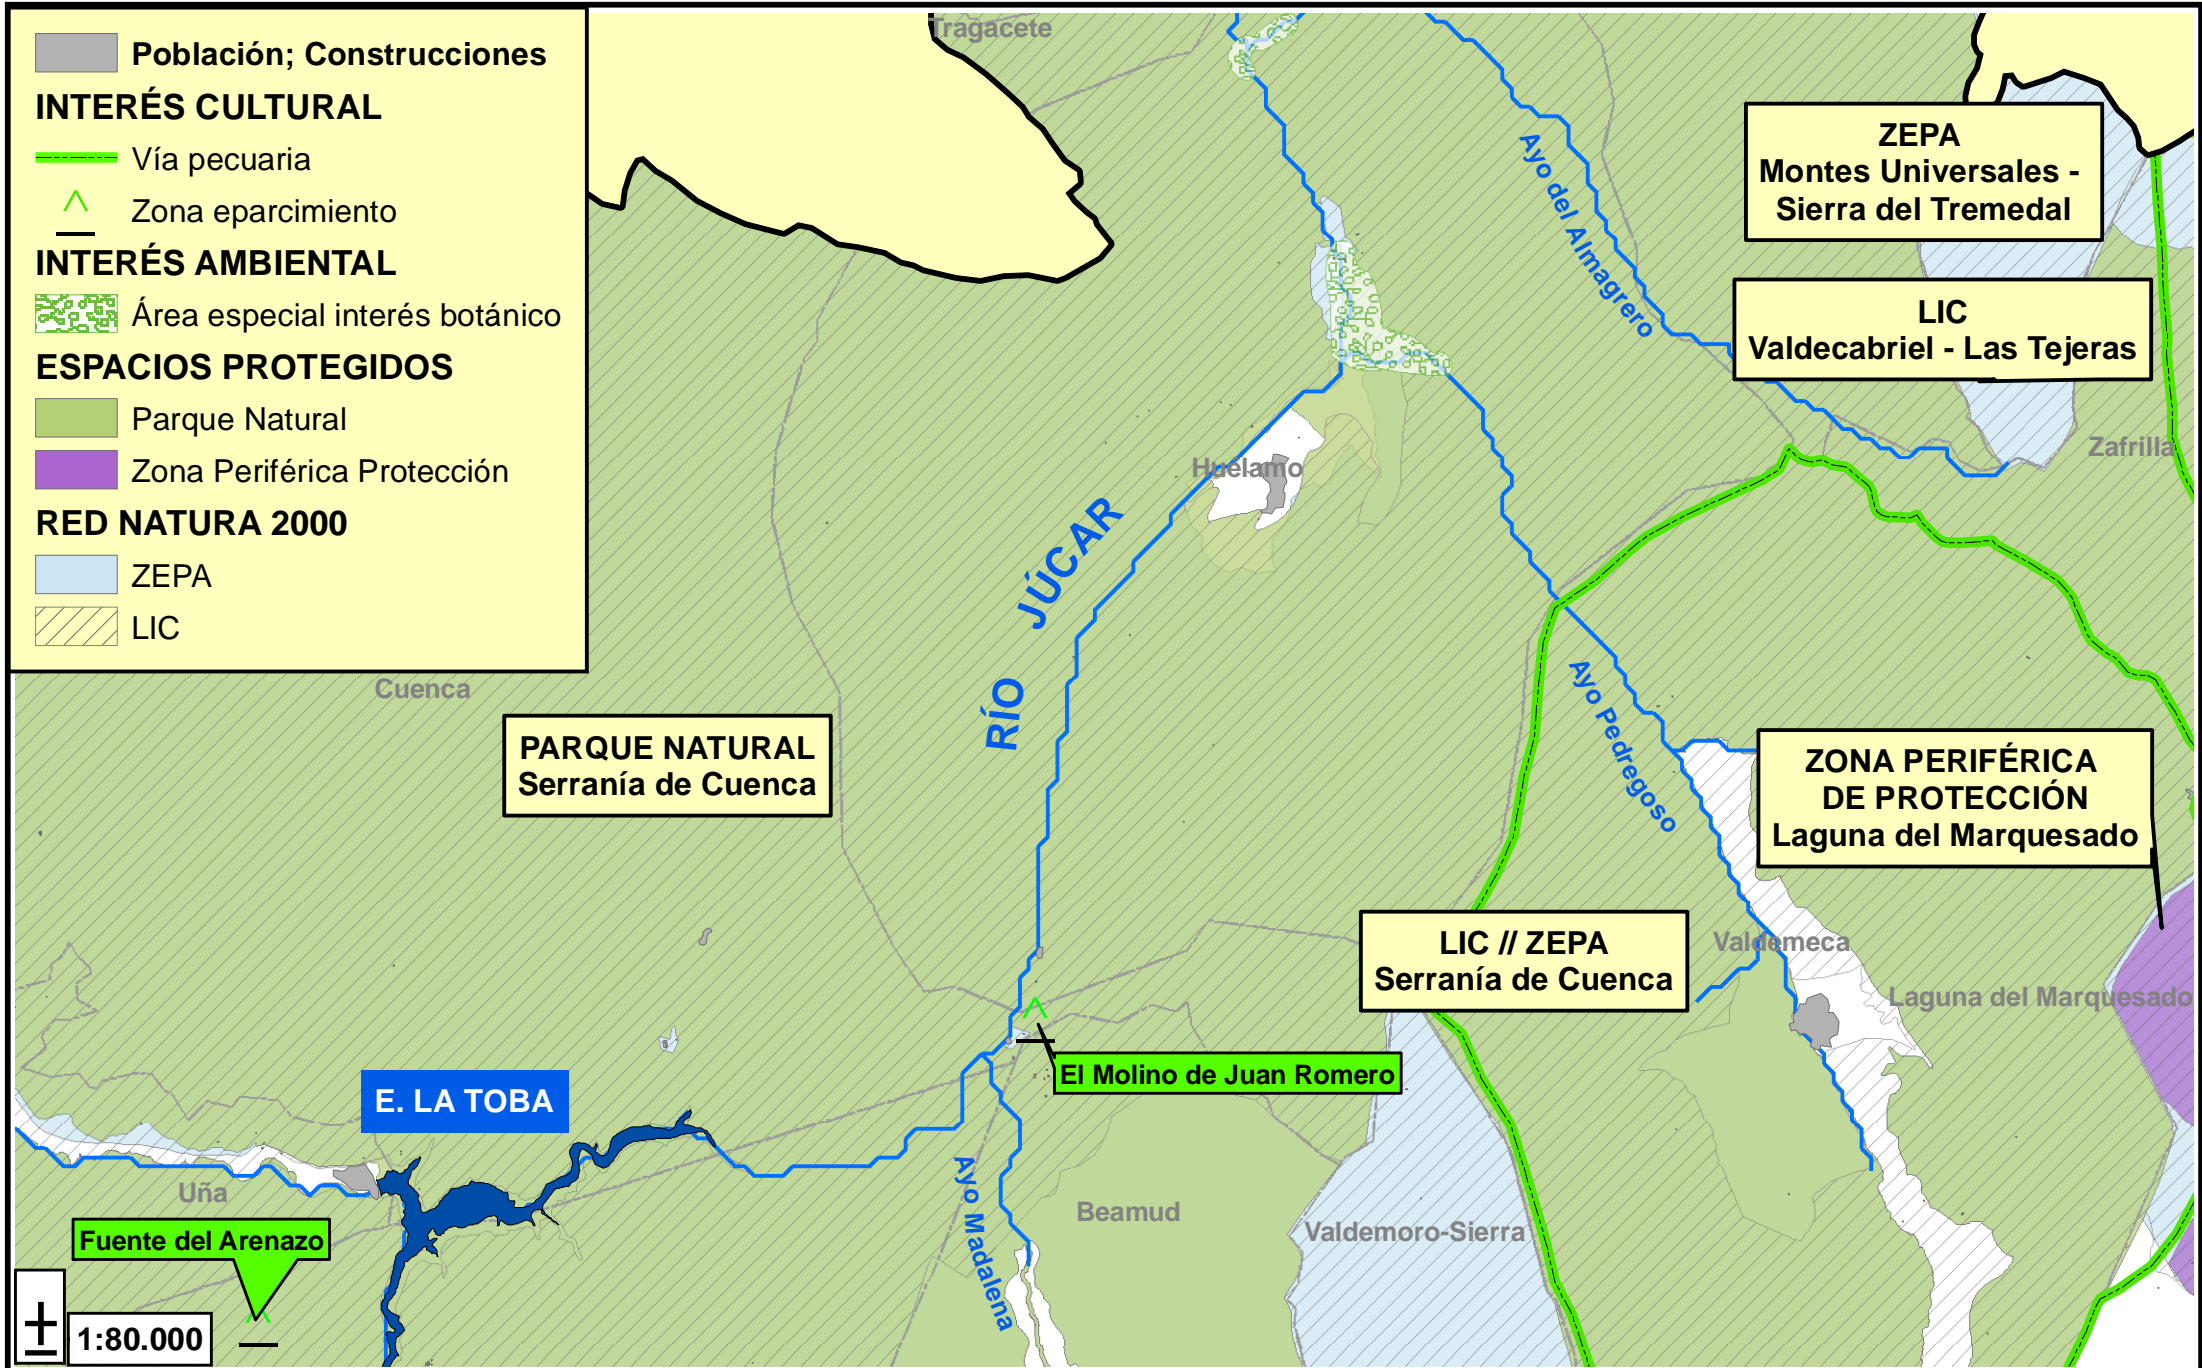 Población; Construcciones
INTERÉS CULTURAL
Vía pecuaria
Zona eparcimiento
INTERÉS AMBIENTAL
Área especial interés botánico
ESPACIOS PROTEGIDOS
Parque Natural
Zona Periférica Protección
RED NATURA 2000
ZEPA
LIC
Tragacete
Ayo del Almagrero
ZEPA
Montes Universales -
Sierra del Tremedal
LIC
Valdecabriel - Las Tejeras
Zafrilla
Huélamo
RÍO JÚCAR
Cuenca
PARQUE NATURAL
Serranía de Cuenca
Ayo Pedregoso
ZONA PERIFÉRICA
DE PROTECCIÓN
Laguna del Marquesado
LIC // ZEPA
Serranía de Cuenca
Valdemeca
Laguna del Marquesado
El Molino de Juan Romero
E. LA TOBA
Uña
Ayo Madalena
Beamud
Valdemoro-Sierra
Fuente del Arenazo
1:80.000